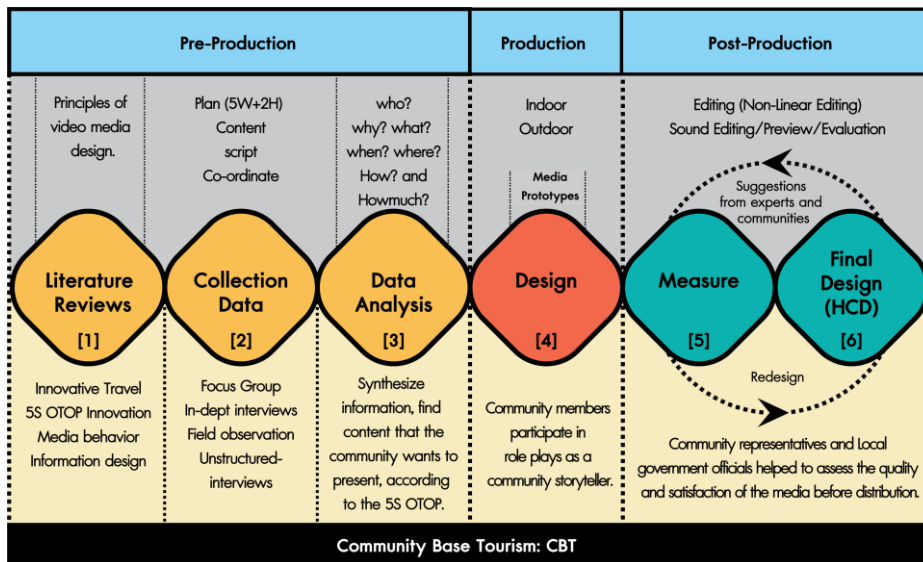 Pre-Production
Production
Post-Production
Principles of
video media
design.
Plan (5W+2H)
Content
script
Co-ordinate
who?
why? what?
when? where?
How? and
Howmuch?
Indoor
Outdoor
Media
Prototypes
Editing (Non-Linear Editing)
Sound Editing/Preview/Evaluation
Suggestions
from experts and
communities
Literature
Reviews
[1]
Collection
Data
[2]
Data
Analysis
[3]
Design
[4]
Measure
[5]
Final
Design
(HCD)
[6]
Redesign
Innovative Travel
5S OTOP Innovation
Media behavior
Information design
Focus Group
In-dept interviews
Field observation
Unstructured-
interviews
Synthesize
information, find
content that the
community wants to
present, according
to the 5S OTOP.
Community members
participate in
role plays as a
community storyteller.
Community representatives and Local
government officials helped to assess the quality
and satisfaction of the media before distribution.
Community Base Tourism: CBT